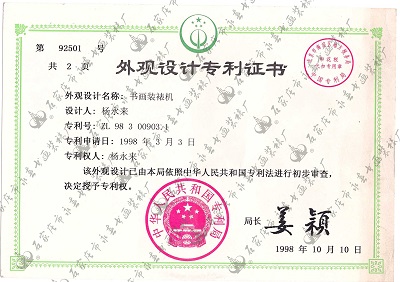 第 92501 号
共 2 页
外观设计专利证书
外观设计名称：书画装裱机
设计人：杨永来
专利号：ZL 98 3 00903.1
专利申请日：1998 年 3 月 3 日
专利权人：杨永来
该外观设计已由本局依照中华人民共和国专利法进行初步审查，
决定授予专利权。
中华人民共和国专利局
局长
姜颖
1998 年 10 月 10 日